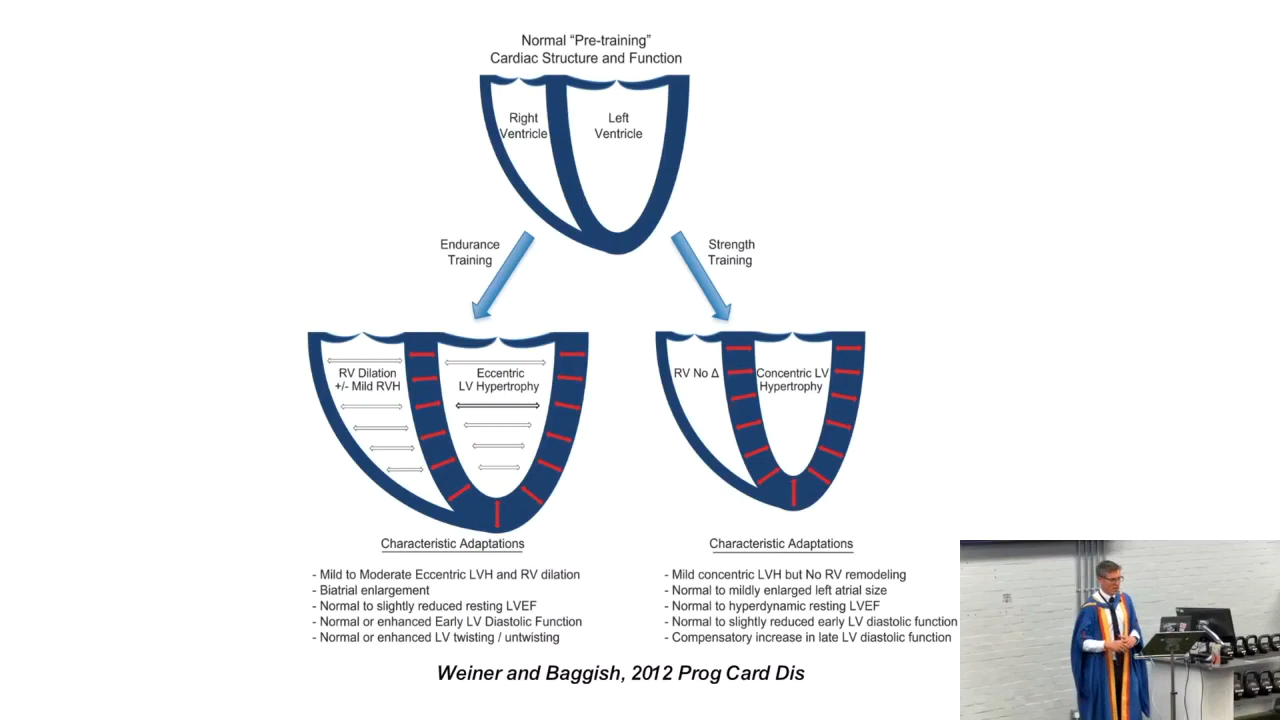 Normal “Pre-training”
Cardiac Structure and Function
Right
Ventricle
Left
Ventricle
Endurance
Training
Strength
Training
RV Dilation
+/- Mild RVH
Eccentric
LV Hypertrophy
RV No Δ
Concentric LV
Hypertrophy
Characteristic Adaptations
- Mild to Moderate Eccentric LVH and RV dilation
- Biatrial enlargement
- Normal to slightly reduced resting LVEF
- Normal or enhanced Early LV Diastolic Function
- Normal or enhanced LV twisting / untwisting
Characteristic Adaptations
- Mild concentric LVH but No RV remodeling
- Normal to mildly enlarged left atrial size
- Normal to hyperdynamic resting LVEF
- Normal to slightly reduced early LV diastolic function
- Compensatory increase in late LV diastolic function
Weiner and Baggish, 2012 Prog Card Dis